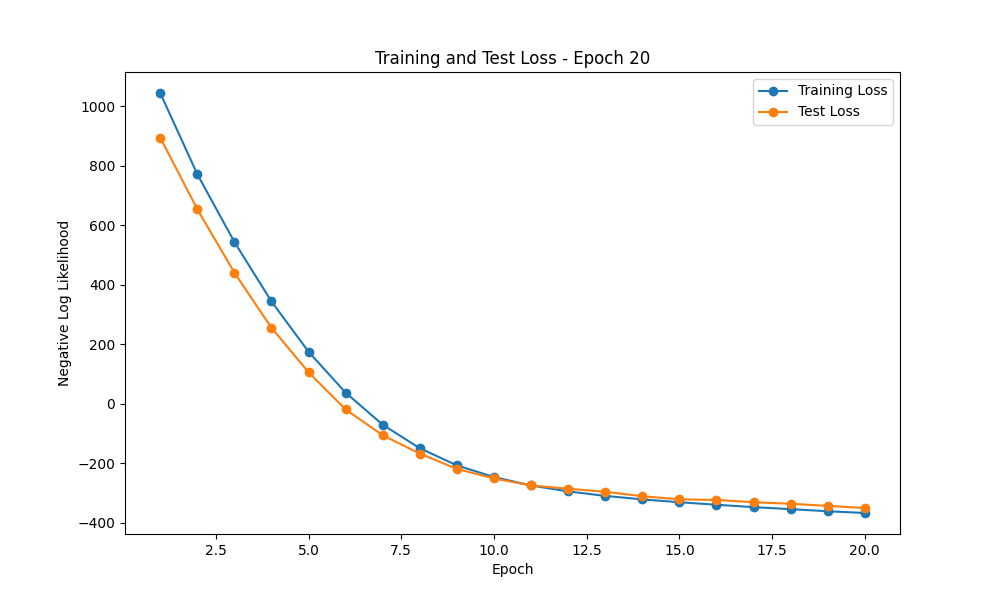 Training and Test Loss - Epoch 20
Training Loss
Test Loss
1000
800
600
400
200
0
−200
−400
Negative Log Likelihood
2.5 5.0 7.5 10.0 12.5 15.0 17.5 20.0
Epoch